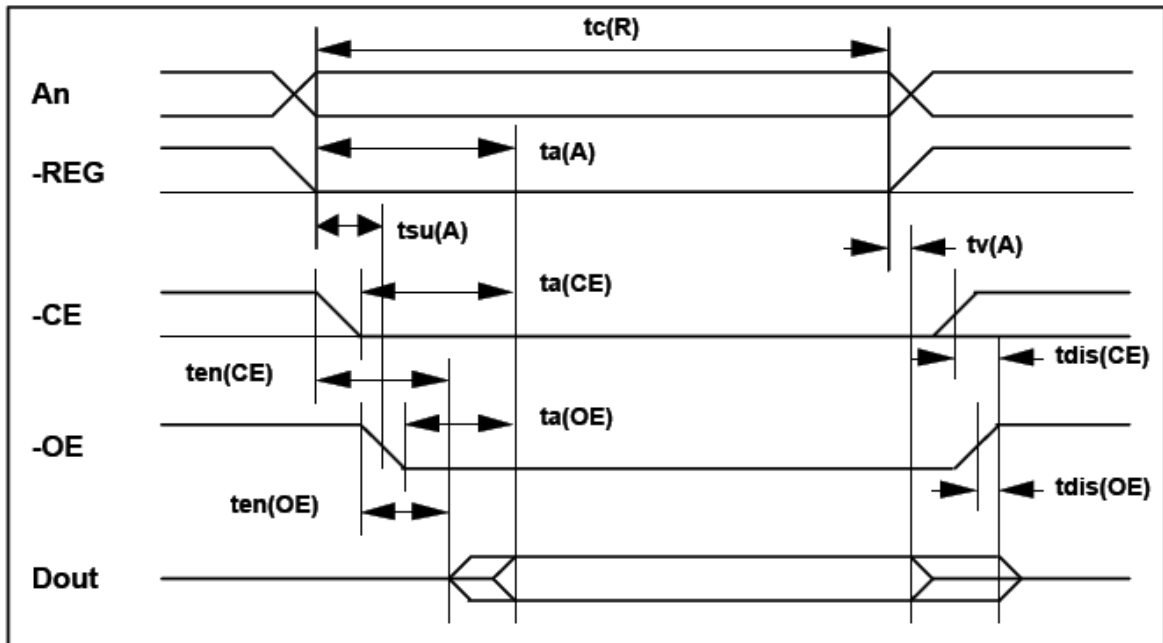 tc(R)
An
ta(A)
-REG
tsu(A)
tv(A)
ta(CE)
-CE
ten(CE)
tdis(CE)
ta(OE)
-OE
ten(OE)
tdis(OE)
Dout